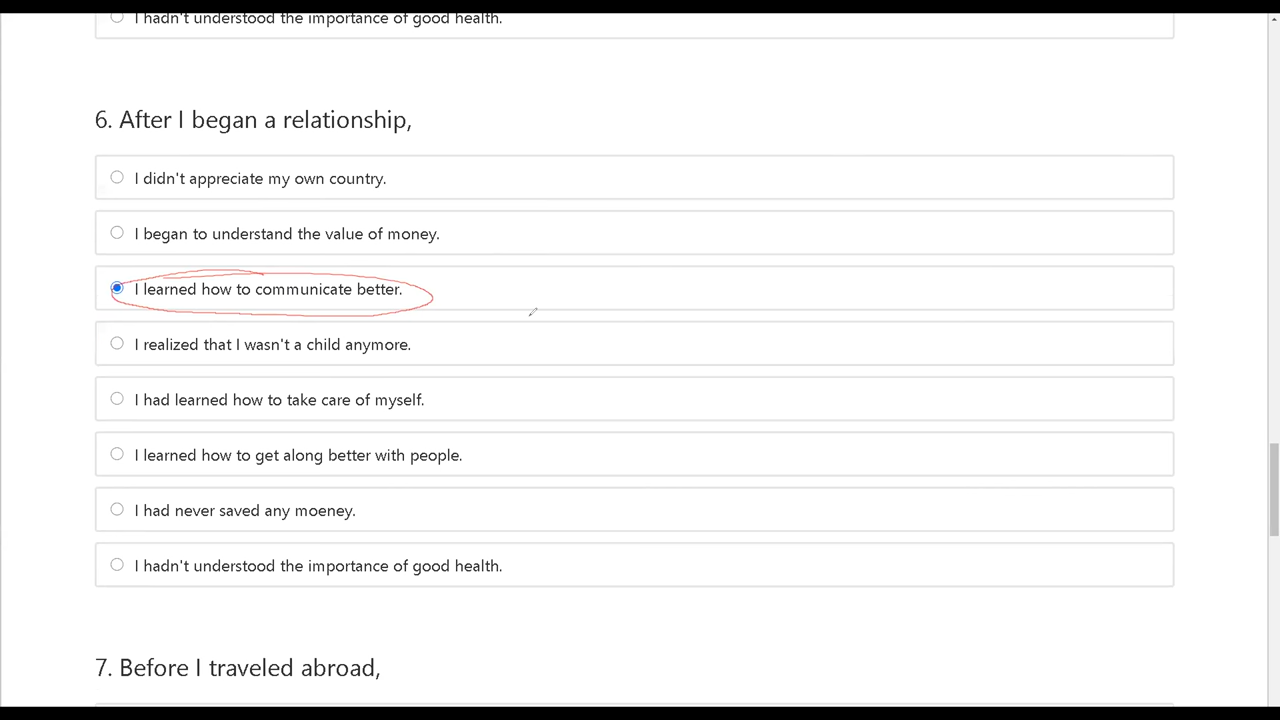 I hadn't understood the importance of good health.
6. After I began a relationship,
I didn't appreciate my own country.
I began to understand the value of money.
I learned how to communicate better.
I realized that I wasn't a child anymore.
I had learned how to take care of myself.
I learned how to get along better with people.
I had never saved any moeney.
I hadn't understood the importance of good health.
7. Before I traveled abroad,